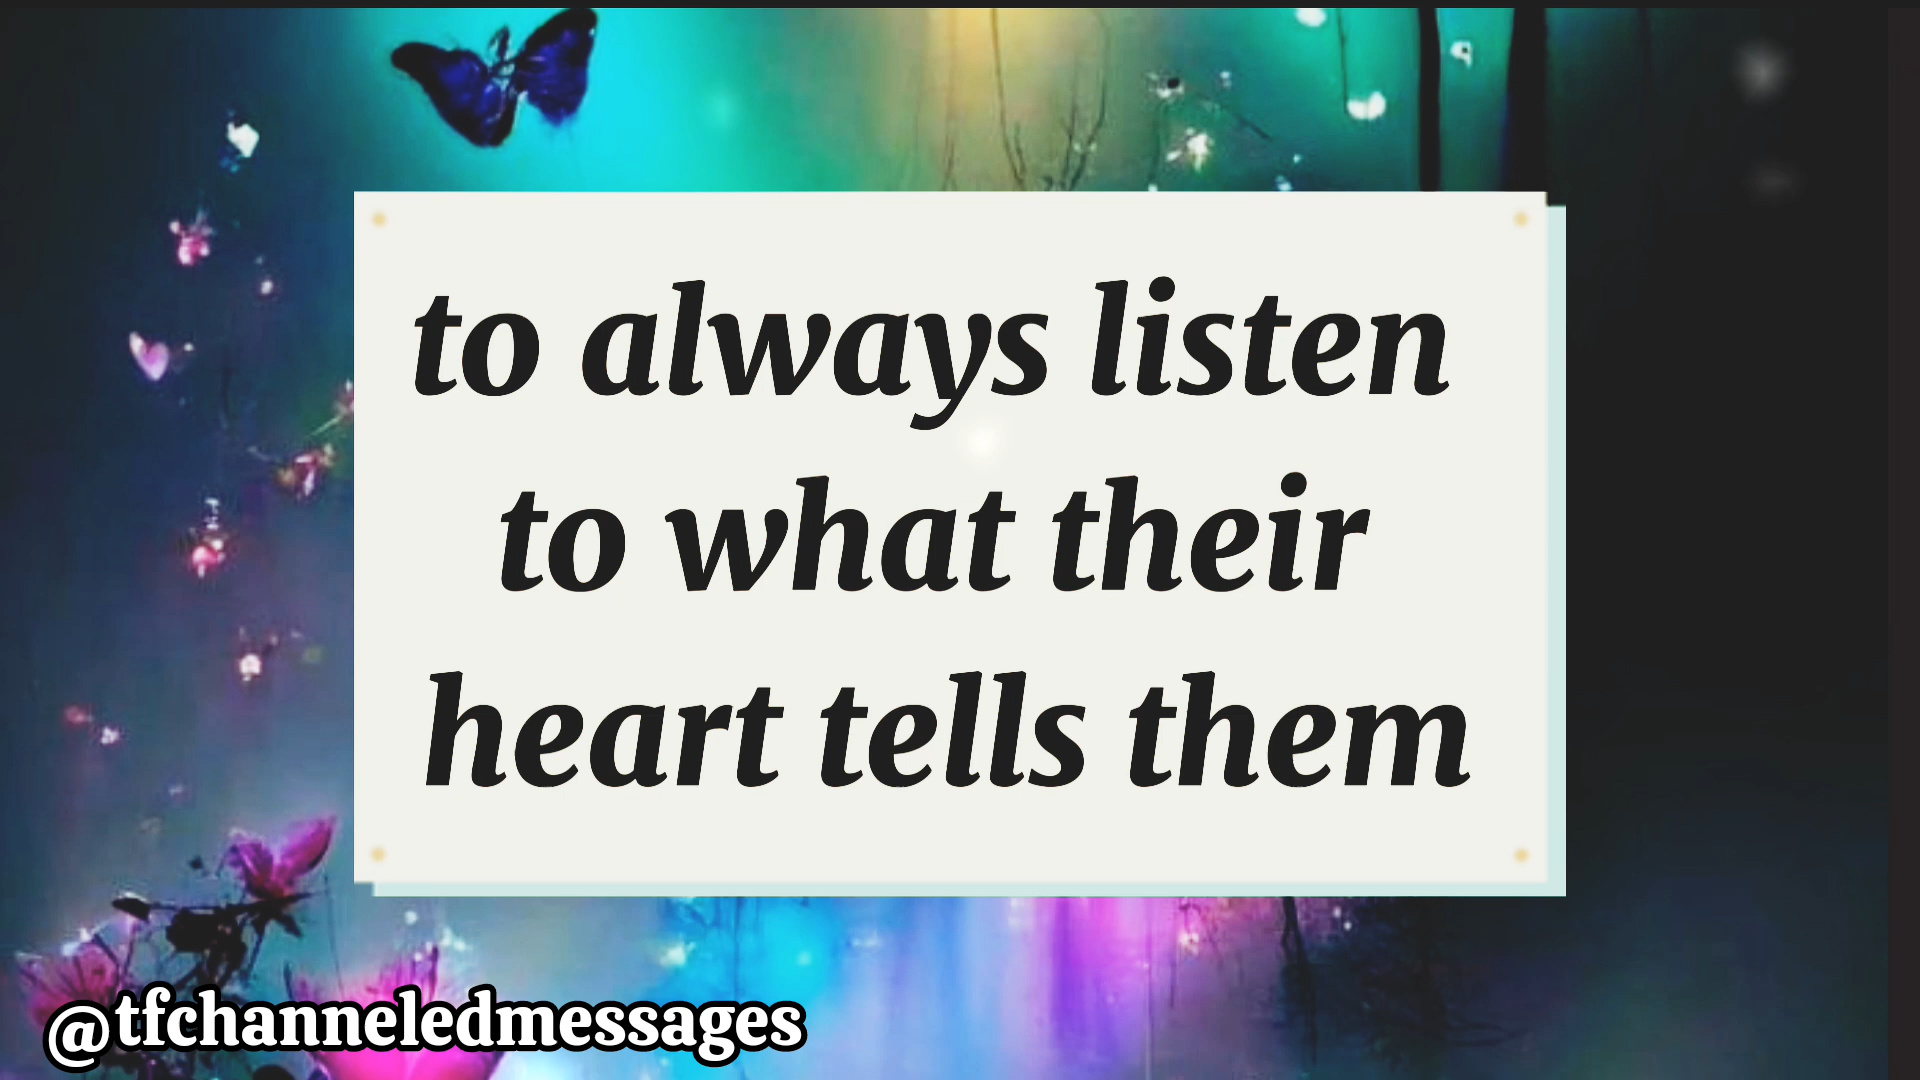 to always listen
to what their
heart tells them
@tfchanneledmessages